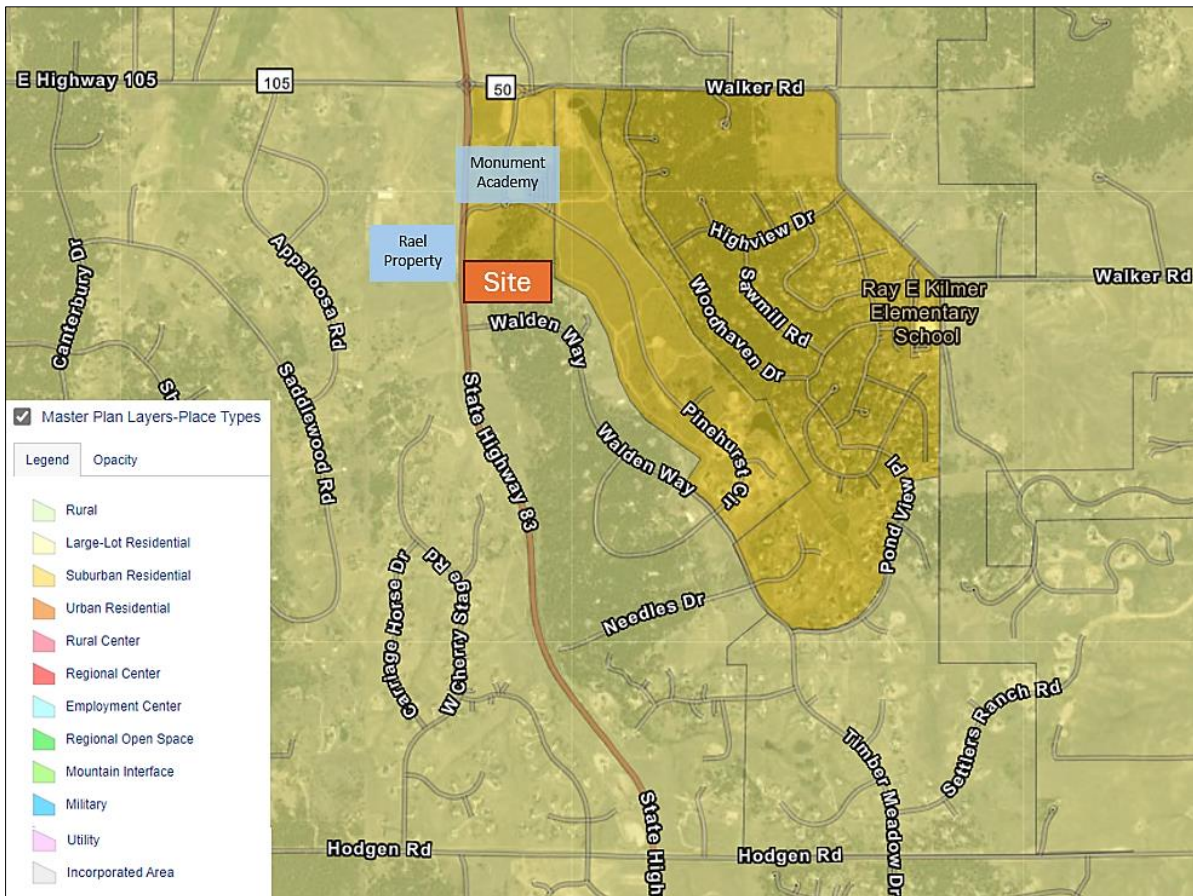 E Highway 105
105
50
Walker Rd
Monument
Academy
Rael
Property
Site
Highview Dr
Sawmill Rd
Woodhaven Dr
Ray E Kilmer
Elementary
School
Walker Rd
Canterbury Dr
Appaloosa Rd
Saddlewood Rd
Sh
Walden Way
State Highway 83
Walden Way
Pinehurst Cir
Pond View Pl
Needles Dr
Carriage Horse Dr
W Cherry Stage Rd
Timber Meadow Dr
Settlers Ranch Rd
State High
Hodgen Rd
Hodgen Rd
Master Plan Layers-Place Types
Legend Opacity
Rural
Large-Lot Residential
Suburban Residential
Urban Residential
Rural Center
Regional Center
Employment Center
Regional Open Space
Mountain Interface
Military
Utility
Incorporated Area